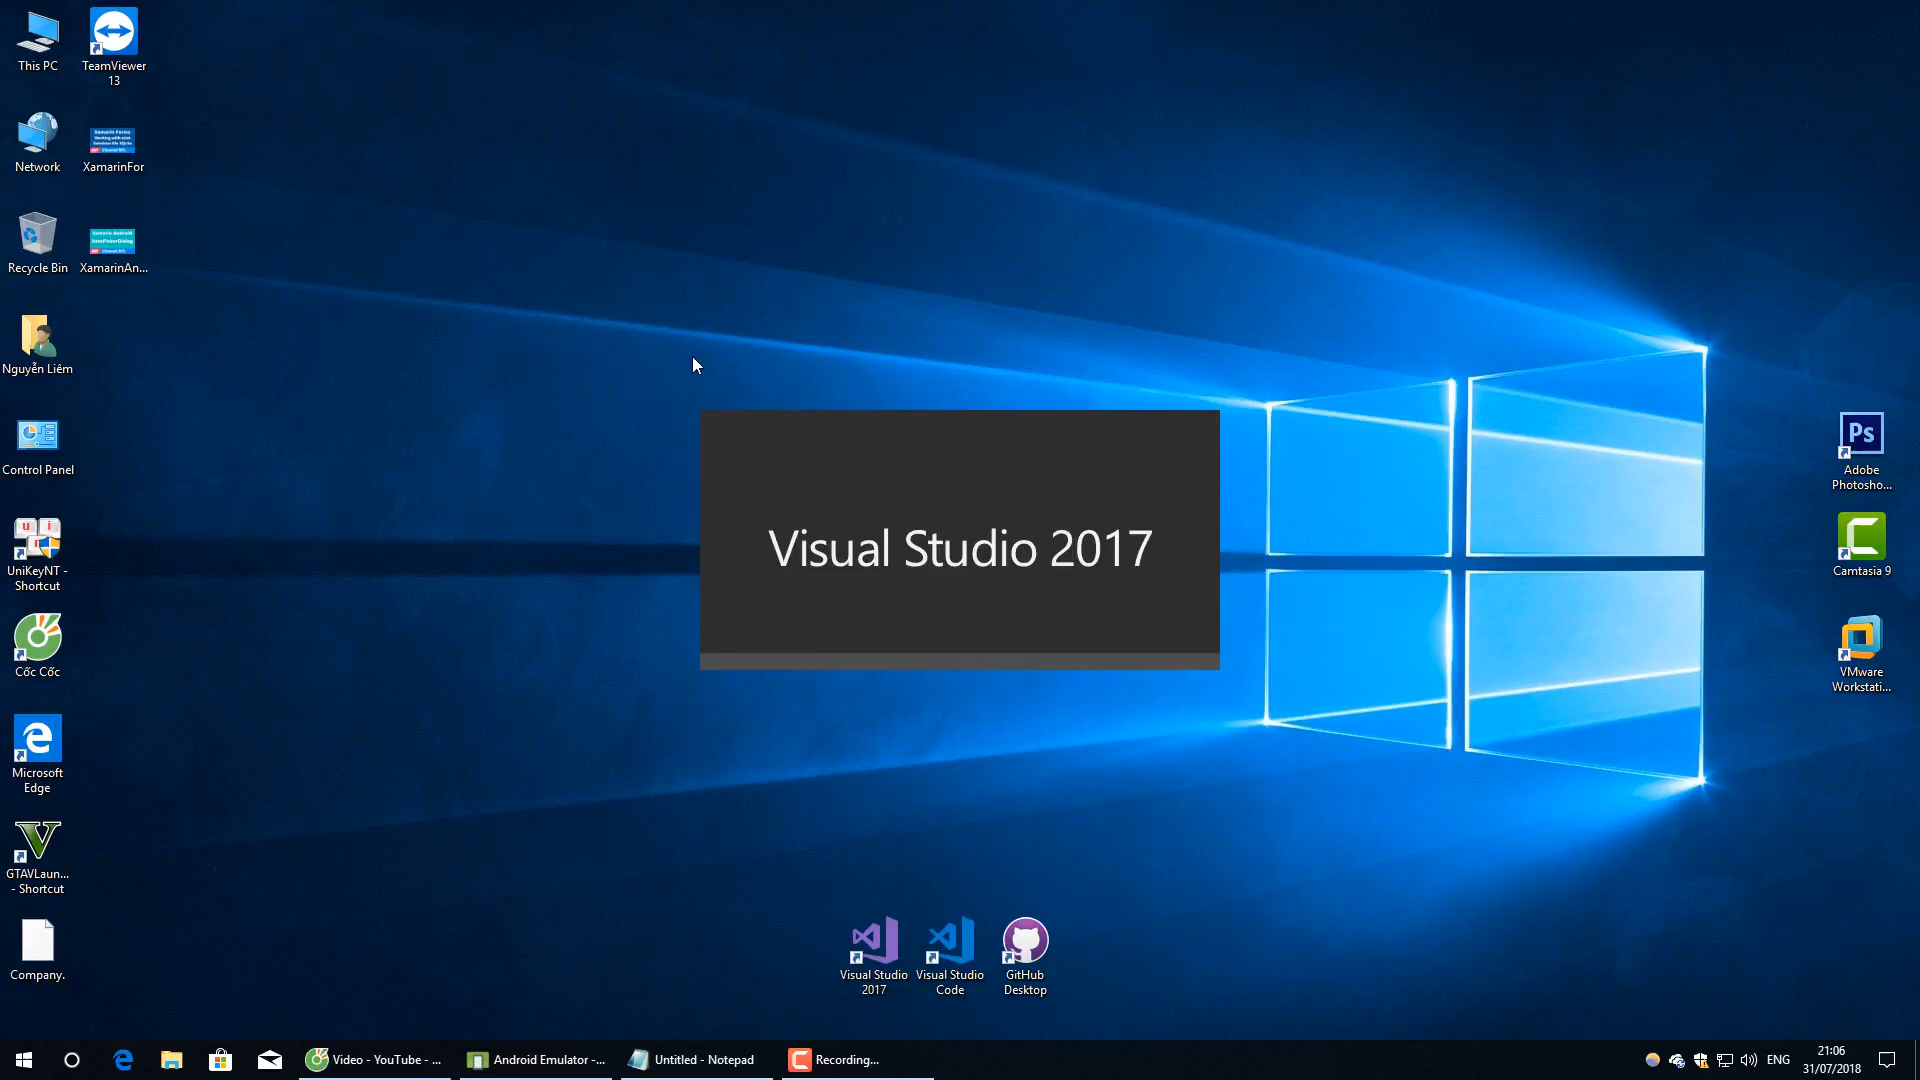 This PC
TeamViewer
13
Network
XamarinFor
Recycle Bin
XamarinAn...
Nguyễn Liêm
Control Panel
UniKeyNT -
Shortcut
Cốc Cốc
Microsoft
Edge
GTAVLaun...
- Shortcut
Company.
Visual Studio 2017
Ps
Adobe
Photosho...
Camtasia 9
VMware
Workstati...
Visual Studio
2017
Visual Studio
Code
GitHub
Desktop
Video - YouTube - ...
Android Emulator -...
Untitled - Notepad
Recording...
ENG
21:06
31/07/2018